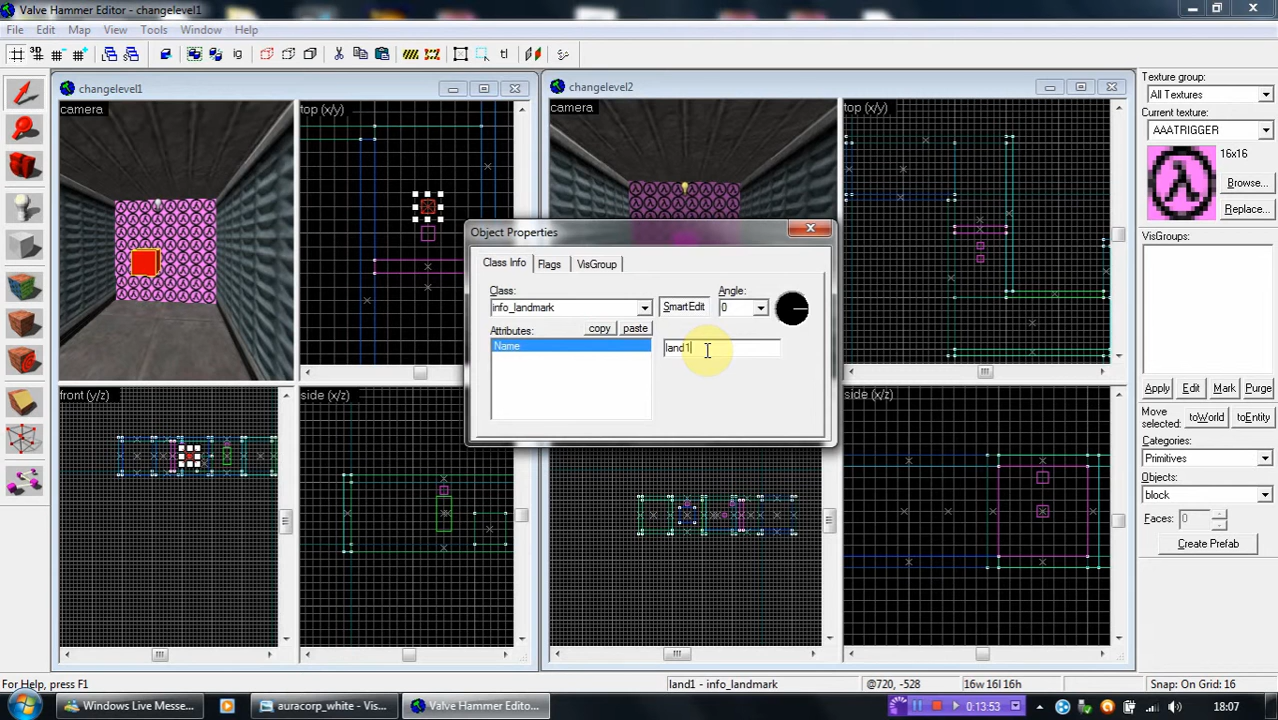 Valve Hammer Editor - changelevel1
File Edit Map View Tools Window Help
3D
ig
tl
changelevel1
changelevel2
camera
top (x/y)
camera
top (x/y)
front (y/z)
side (x/z)
side (x/z)
Object Properties
Class Info Flags VisGroup
Class:
info_landmark
SmartEdit
Angle:
0
Attributes:
copy
paste
Name
land1
Texture group:
All Textures
Current texture:
AAATRIGGER
16x16
Browse...
Replace...
VisGroups:
Apply Edit Mark Purge
Move selected:
toWorld
toEntity
Categories:
Primitives
Objects:
block
Faces:
0
Create Prefab
For Help, press F1
land1 - info_landmark
@720, -528
16w 16l 16h
Snap: On Grid: 16
Windows Live Messe...
auracorp_white - Vis...
Valve Hammer Edito...
0:13:53
18:07